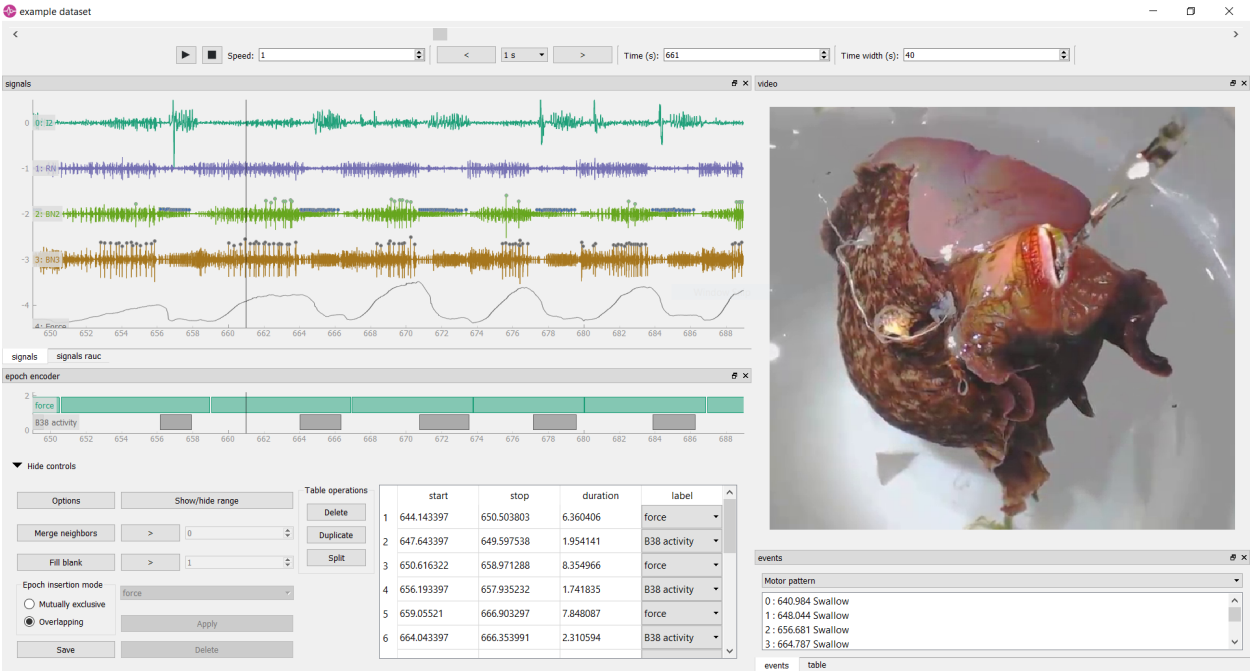 example dataset
Speed: 1 < 1 s > Time (s): 661 Time width (s): 40
signals
0 0: I2
-1 1: RN
-2 2: BN2
-3 3: BN3
-4
4: Force
650 652 654 656 658 660 662 664 666 668 670 672 674 676 678 680 682 684 686 688
signals signals rauc
epoch encoder
2
force
B38 activity
0
650 652 654 656 658 660 662 664 666 668 670 672 674 676 678 680 682 684 686 688
Hide controls
Options Show/hide range
Merge neighbors > 0
Fill blank > 1
Epoch insertion mode
Mutually exclusive
Overlapping
force
Apply
Save Delete
Table operations
Delete
Duplicate
Split
start stop duration label
1 644.143397 650.503803 6.360406 force
2 647.643397 649.597538 1.954141 B38 activity
3 650.616322 658.971288 8.354966 force
4 656.193397 657.935232 1.741835 B38 activity
5 659.05521 666.903297 7.848087 force
6 664.043397 666.353991 2.310594 B38 activity
video
events
Motor pattern
0 : 640.984 Swallow
1 : 648.044 Swallow
2 : 656.681 Swallow
3 : 664.787 Swallow
events table